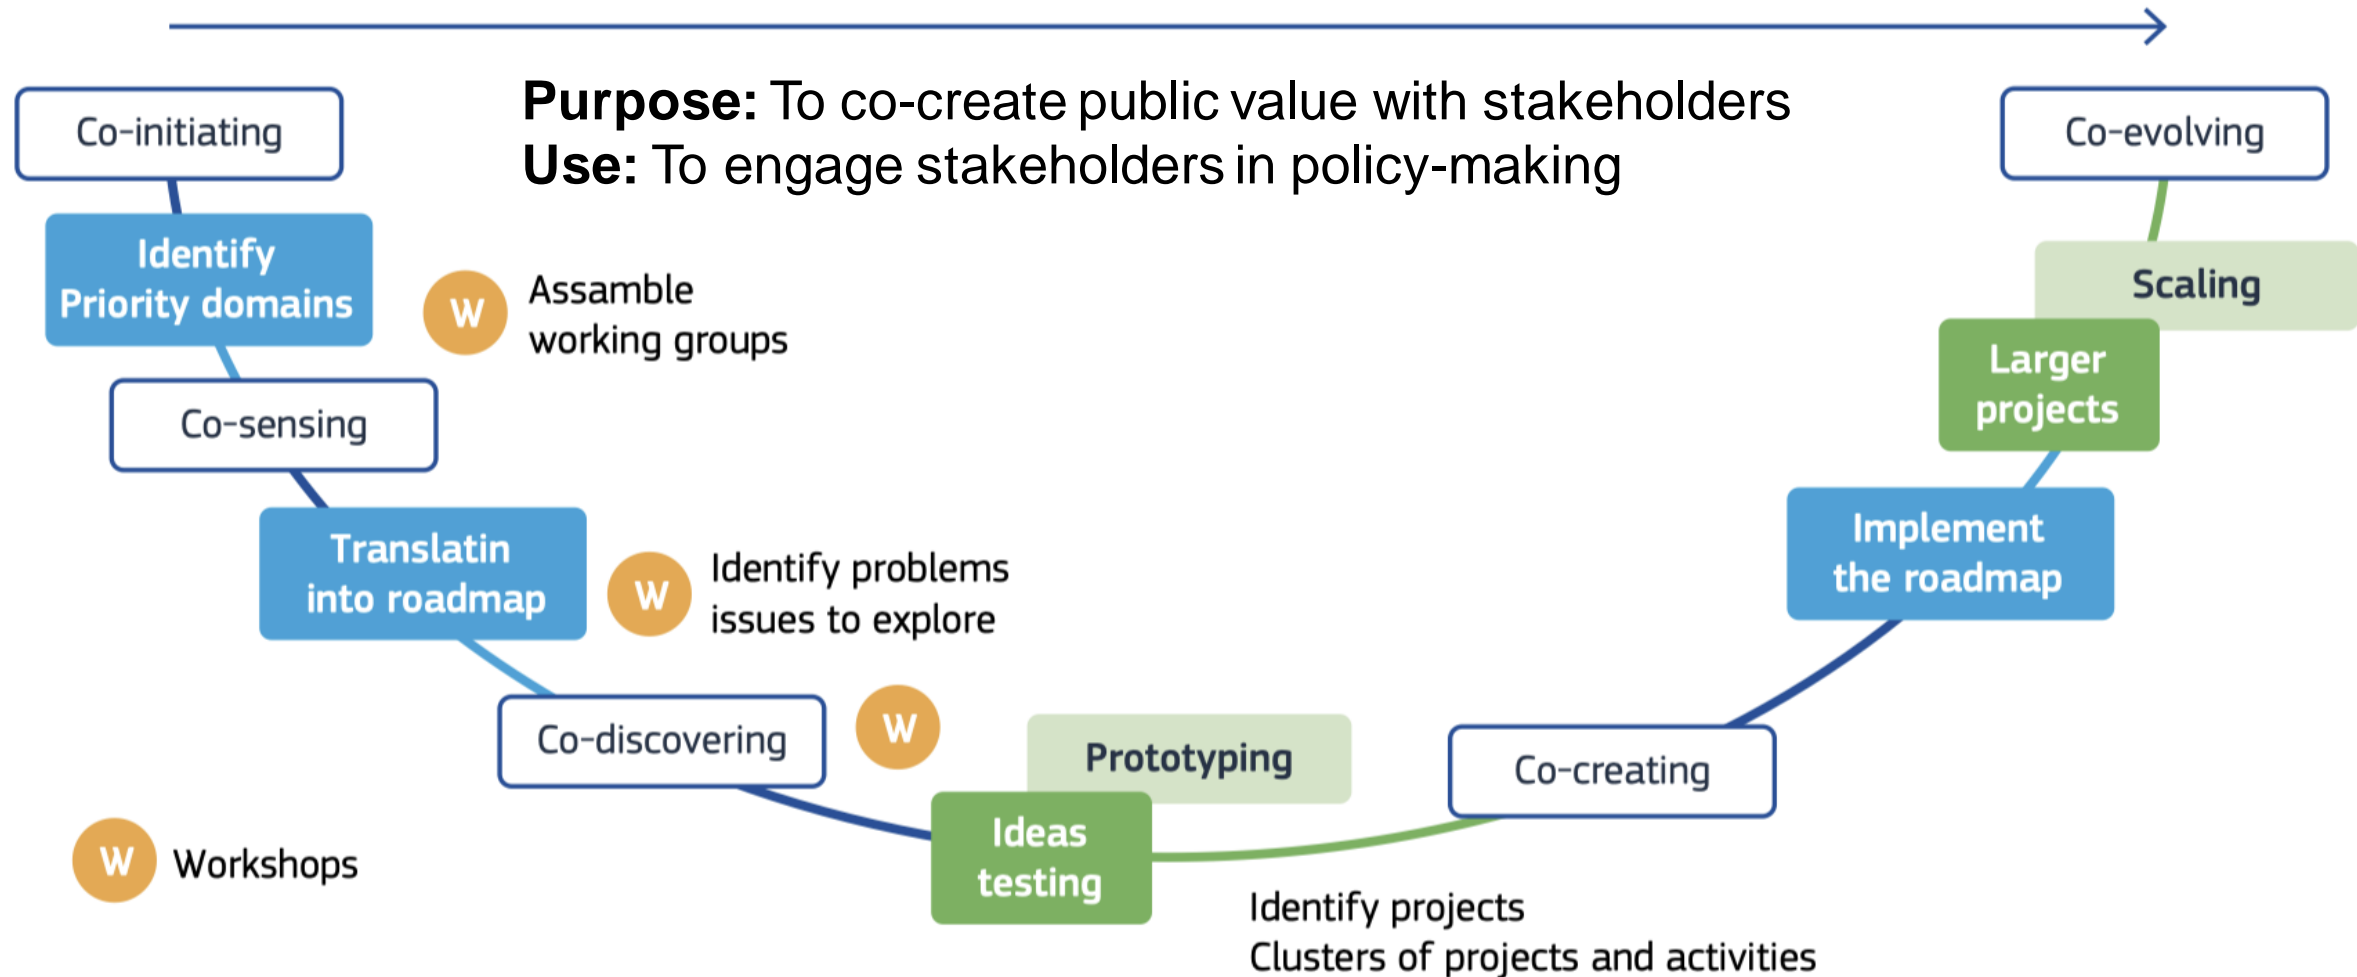 Purpose: To co-create public value with stakeholders
Use: To engage stakeholders in policy-making
Co-initiating
Identify
Priority domains
W
Assamble
working groups
Co-sensing
Translatin
into roadmap
W
Identify problems
issues to explore
Co-discovering
W
Prototyping
Ideas
testing
Identify projects
Clusters of projects and activities
Co-creating
Implement
the roadmap
Larger
projects
Scaling
Co-evolving
W
Workshops